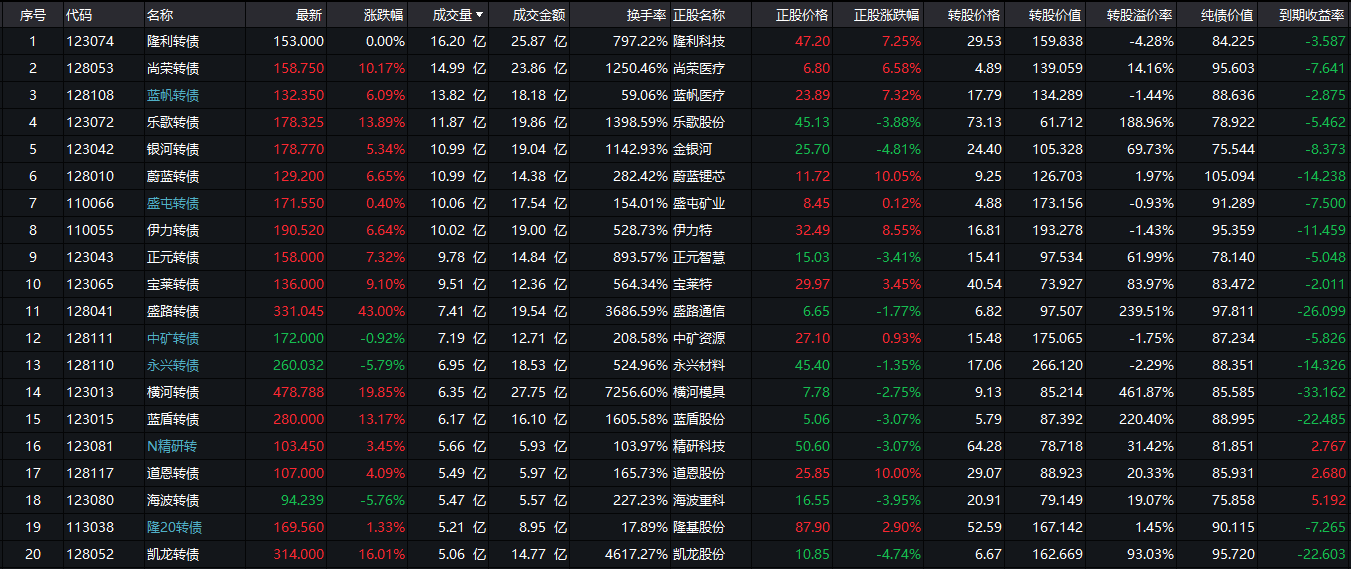 序号 代码 名称 最新 涨跌幅 成交量 成交金额 换手率 正股名称 正股价格 正股涨跌幅 转股价格 转股价值 转股溢价率 纯债价值 到期收益率
1 123074 隆利转债 153.000 0.00% 16.20 亿 25.87 亿 797.22% 隆利科技 47.20 7.25% 29.53 159.838 -4.28% 84.225 -3.587
2 128053 尚荣转债 158.750 10.17% 14.99 亿 23.86 亿 1250.46% 尚荣医疗 6.80 6.58% 4.89 139.059 14.16% 95.603 -7.641
3 128108 蓝帆转债 132.350 6.09% 13.82 亿 18.18 亿 59.06% 蓝帆医疗 23.89 7.32% 17.79 134.289 -1.44% 88.636 -2.875
4 123072 乐歌转债 178.325 13.89% 11.87 亿 19.86 亿 1398.59% 乐歌股份 45.13 -3.88% 73.13 61.712 188.96% 78.922 -5.462
5 123042 银河转债 178.770 5.34% 10.99 亿 19.04 亿 1142.93% 金银河 25.70 -4.81% 24.40 105.328 69.73% 75.544 -8.373
6 128010 蔚蓝转债 129.200 6.65% 10.99 亿 14.38 亿 282.42% 蔚蓝锂芯 11.72 10.05% 9.25 126.703 1.97% 105.094 -14.238
7 110066 盛屯转债 171.550 0.40% 10.06 亿 17.54 亿 154.01% 盛屯矿业 8.45 0.12% 4.88 173.156 -0.93% 91.289 -7.500
8 110055 伊力转债 190.520 6.64% 10.02 亿 19.00 亿 528.73% 伊力特 32.49 8.55% 16.81 193.278 -1.43% 95.359 -11.459
9 123043 正元转债 158.000 7.32% 9.78 亿 14.84 亿 893.57% 正元智慧 15.03 -3.41% 15.41 97.534 61.99% 78.140 -5.048
10 123065 宝莱转债 136.000 9.10% 9.51 亿 12.36 亿 564.34% 宝莱特 29.97 3.45% 40.54 73.927 83.97% 83.472 -2.011
11 128041 盛路转债 331.045 43.00% 7.41 亿 19.54 亿 3686.59% 盛路通信 6.65 -1.77% 6.82 97.507 239.51% 97.811 -26.099
12 128111 中矿转债 172.000 -0.92% 7.19 亿 12.71 亿 208.58% 中矿资源 27.10 0.93% 15.48 175.065 -1.75% 87.234 -5.826
13 128110 永兴转债 260.032 -5.79% 6.95 亿 18.53 亿 524.96% 永兴材料 45.40 -1.35% 17.06 266.120 -2.29% 88.351 -14.326
14 123013 横河转债 478.788 19.85% 6.35 亿 27.75 亿 7256.60% 横河模具 7.78 -2.75% 9.13 85.214 461.87% 85.585 -33.162
15 123015 蓝盾转债 280.000 13.17% 6.17 亿 16.10 亿 1605.58% 蓝盾股份 5.06 -3.07% 5.79 87.392 220.40% 88.995 -22.485
16 123081 N精研转 103.450 3.45% 5.66 亿 5.93 亿 103.97% 精研科技 50.60 -3.07% 64.28 78.718 31.42% 81.851 2.767
17 128117 道恩转债 107.000 4.09% 5.49 亿 5.97 亿 165.73% 道恩股份 25.85 10.00% 29.07 88.923 20.33% 85.931 2.680
18 123080 海波转债 94.239 -5.76% 5.47 亿 5.57 亿 227.23% 海波重科 16.55 -3.95% 20.91 79.149 19.07% 75.858 5.192
19 113038 隆20转债 169.560 1.33% 5.21 亿 8.95 亿 17.89% 隆基股份 87.90 2.90% 52.59 167.142 1.45% 90.115 -7.265
20 128052 凯龙转债 314.000 16.01% 5.06 亿 14.77 亿 4617.27% 凯龙股份 10.85 -4.74% 6.67 162.669 93.03% 95.720 -22.603